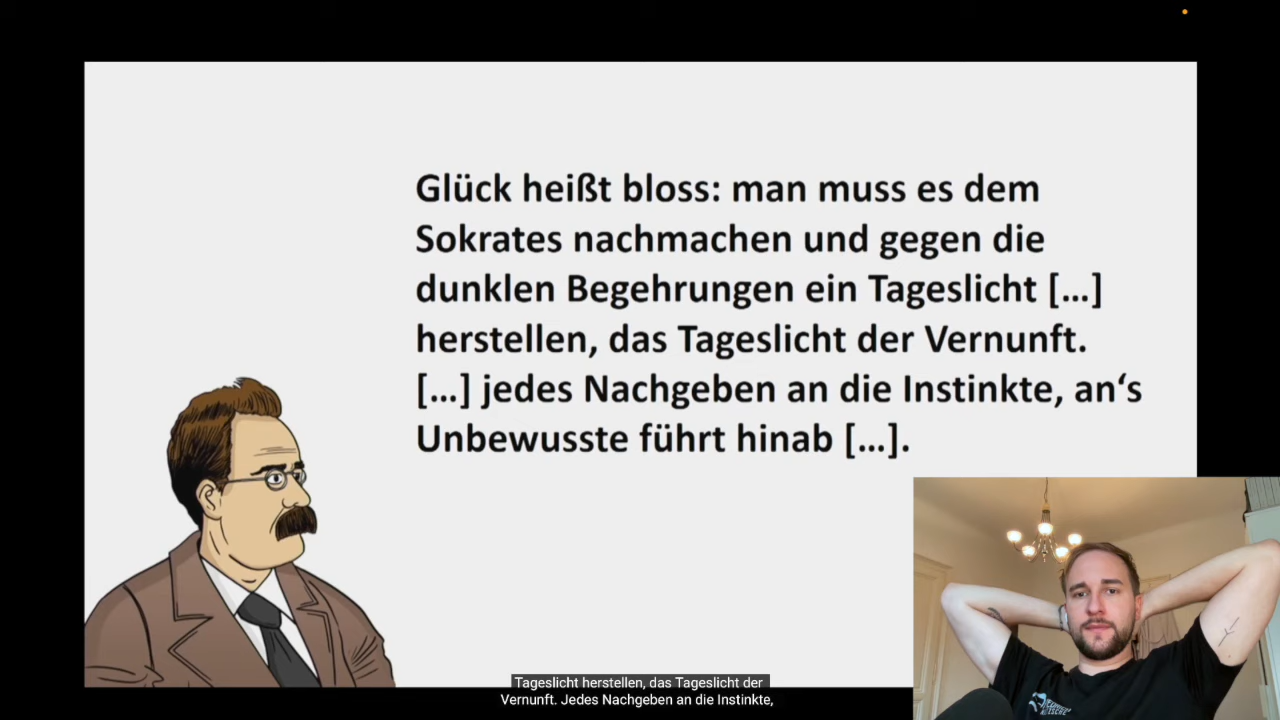 Glück heißt bloss: man muss es dem
Sokrates nachmachen und gegen die
dunklen Begehrungen ein Tageslicht [...]
herstellen, das Tageslicht der Vernunft.
[...] jedes Nachgeben an die Instinkte, an‘s
Unbewusste führt hinab [...].
Tageslicht herstellen, das Tageslicht der
Vernunft. Jedes Nachgeben an die Instinkte,